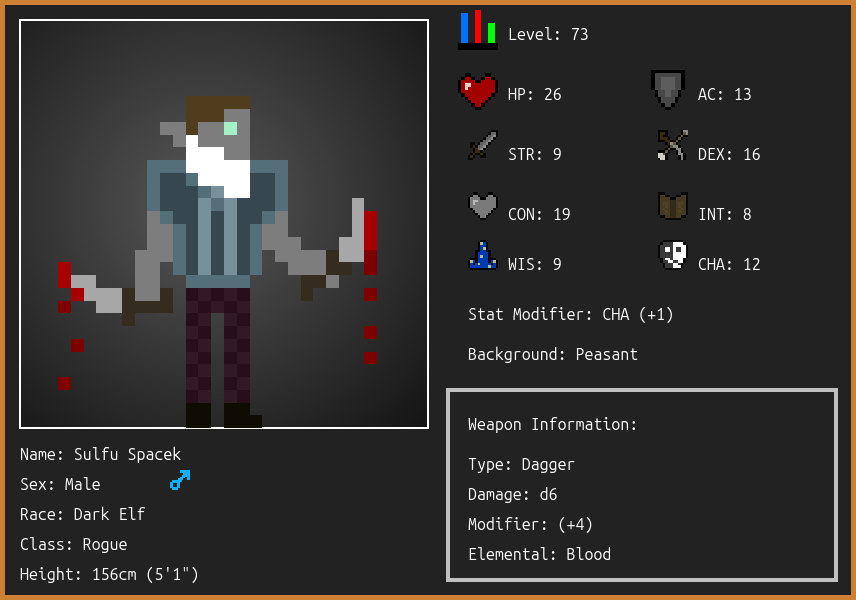 Level: 73
HP: 26
AC: 13
STR: 9
DEX: 16
CON: 19
INT: 8
WIS: 9
CHA: 12
Stat Modifier: CHA (+1)
Background: Peasant
Name: Sulfu Spacek
Sex: Male
Race: Dark Elf
Class: Rogue
Height: 156cm (5'1")
Weapon Information:
Type: Dagger
Damage: d6
Modifier: (+4)
Elemental: Blood